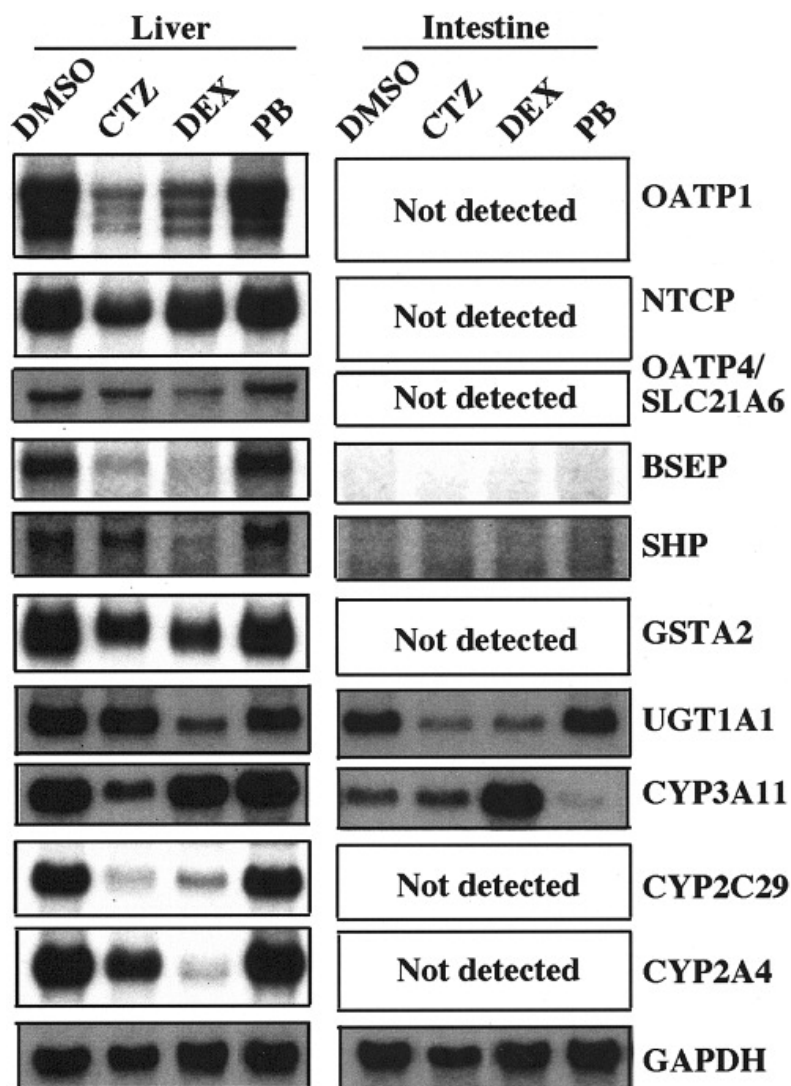 Liver Intestine
DMSO CTZ DEX PB DMSO CTZ DEX PB
Not detected OATP1
Not detected NTCP
OATP4/
Not detected SLC21A6
BSEP
SHP
Not detected GSTA2
UGT1A1
CYP3A11
Not detected CYP2C29
Not detected CYP2A4
GAPDH